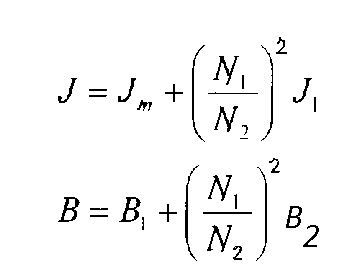 J = J_m + (N_1/N_2)^2 J_1
B = B_1 + (N_1/N_2)^2 B_2